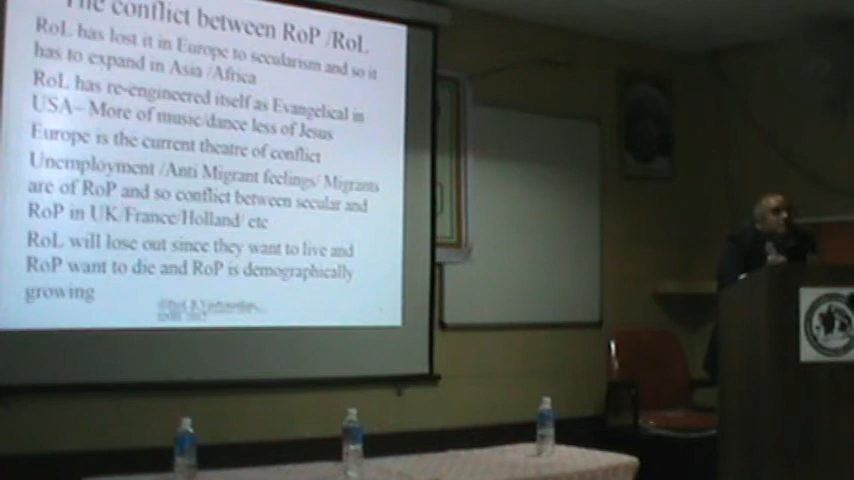 The conflict between RoP /RoL
RoL has lost it in Europe to secularism and so it
has to expand in Asia /Africa
RoL has re-engineered itself as Evangelical in
USA– More of music/dance less of Jesus
Europe is the current theatre of conflict
Unemployment /Anti Migrant feelings/ Migrants
are of RoP and so conflict between secular and
RoP in UK/France/Holland/ etc
RoL will lose out since they want to live and
RoP want to die and RoP is demographically
growing